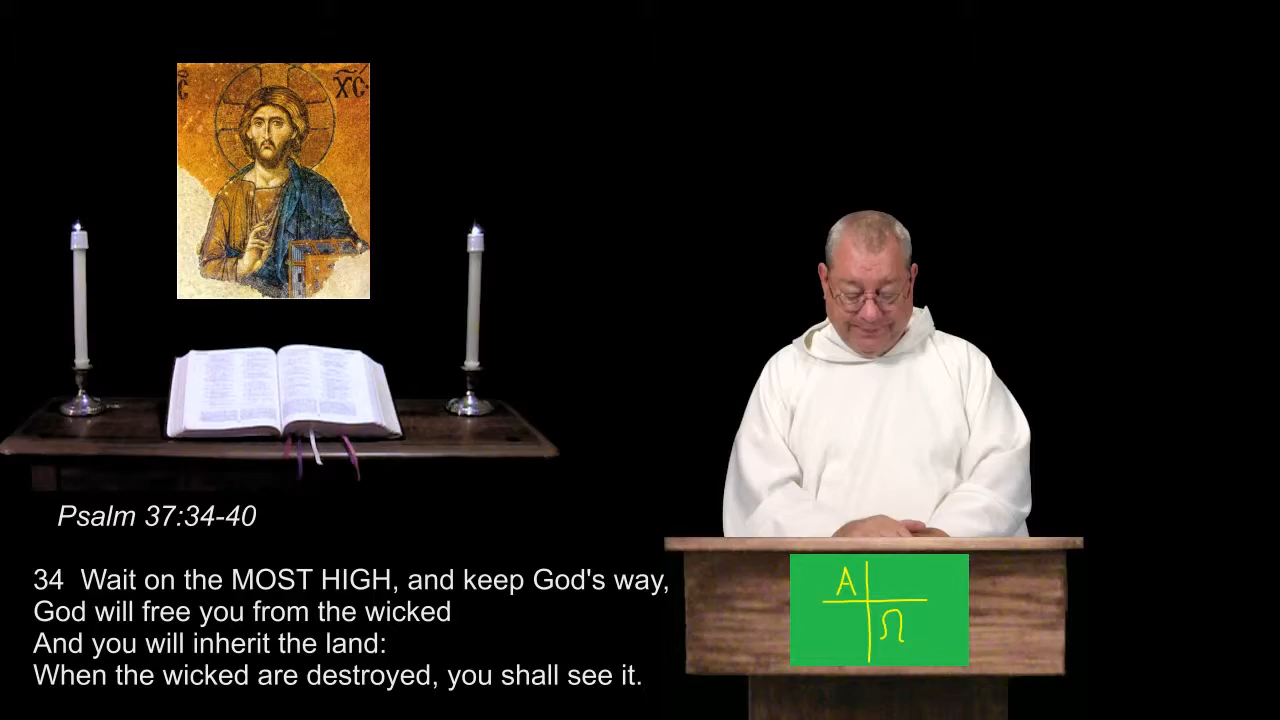 C XC
Psalm 37:34-40
34 Wait on the MOST HIGH, and keep God's way,
God will free you from the wicked
And you will inherit the land:
When the wicked are destroyed, you shall see it.
A
Ω